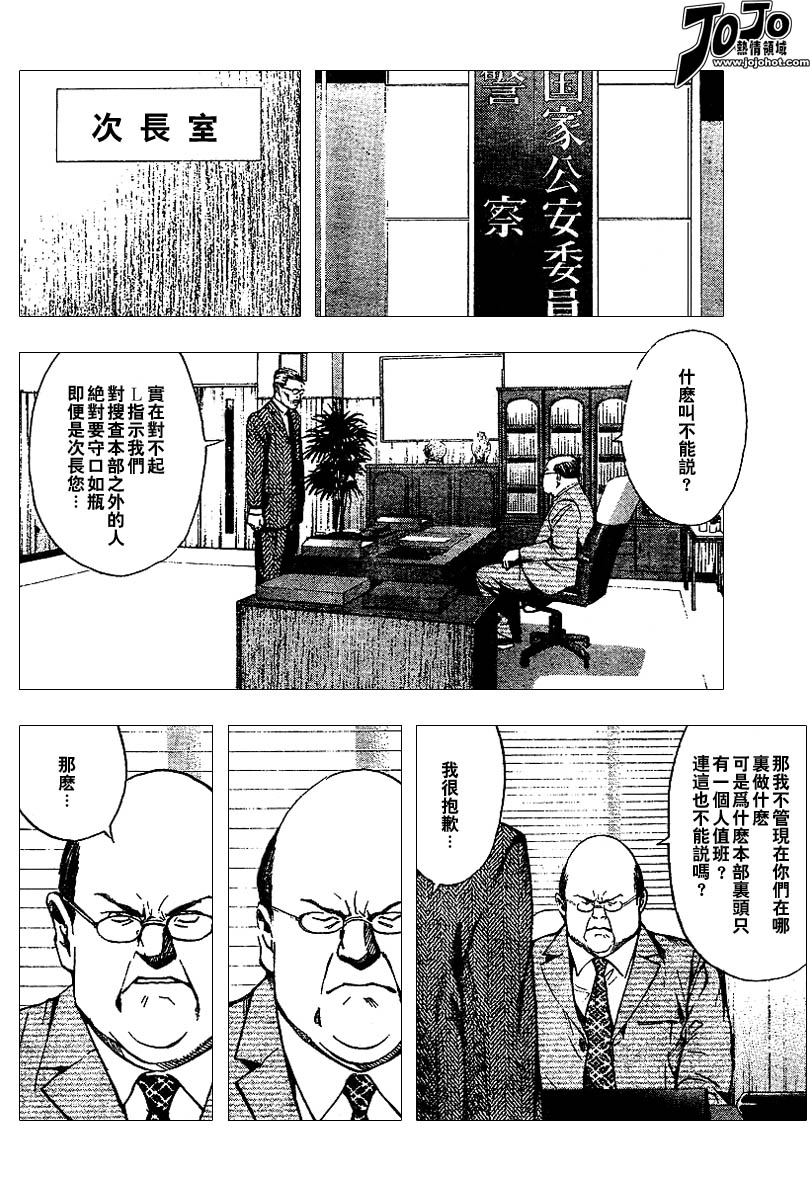 JOJO
熱情領域
www.jojohot.com
國家公安委員
警察
次長室
什麽叫不能說？
實在對不起
L指示我們
對搜查本部之外的人
絶對要守口如瓶
即便是次長您…
那我不管現在你們在哪
裏做什麽
可是爲什麽本部裏頭只
有一個人值班？
連這也不能說嗎？
我很抱歉…
那麽…